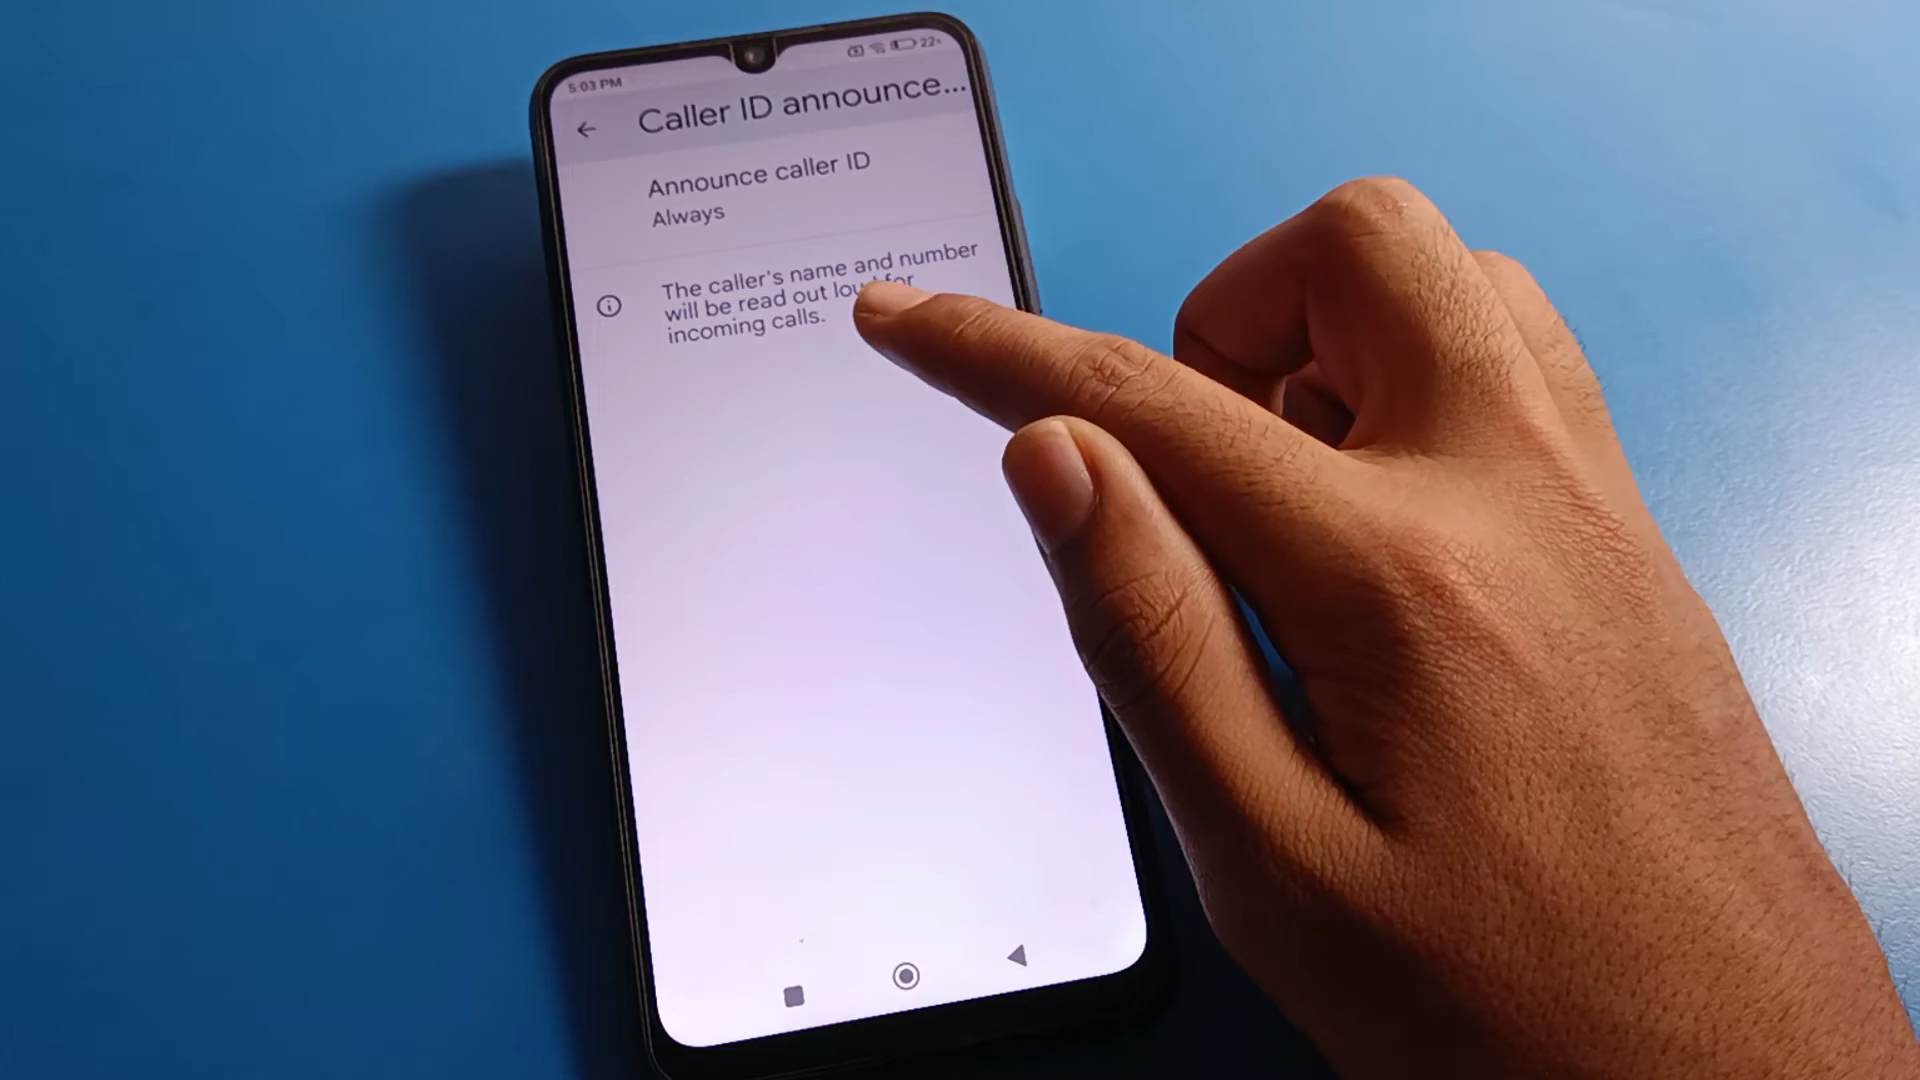 5:03 PM
22%
Caller ID announce...
Announce caller ID
Always
The caller's name and number
will be read out loud for
incoming calls.